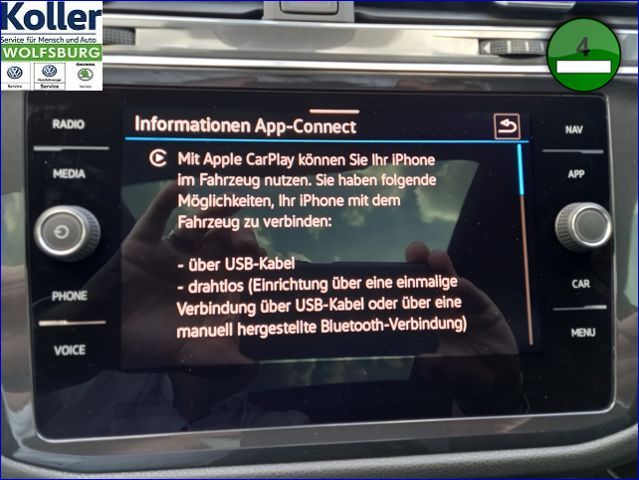 Koller
Service für Mensch und Auto
WOLFSBURG
Service
Service
Service
4
RADIO
MEDIA
PHONE
VOICE
NAV
APP
CAR
MENU
Informationen App-Connect
Mit Apple CarPlay können Sie Ihr iPhone
im Fahrzeug nutzen. Sie haben folgende
Möglichkeiten, Ihr iPhone mit dem
Fahrzeug zu verbinden:
- über USB-Kabel
- drahtlos (Einrichtung über eine einmalige
Verbindung über USB-Kabel oder über eine
manuell hergestellte Bluetooth-Verbindung)